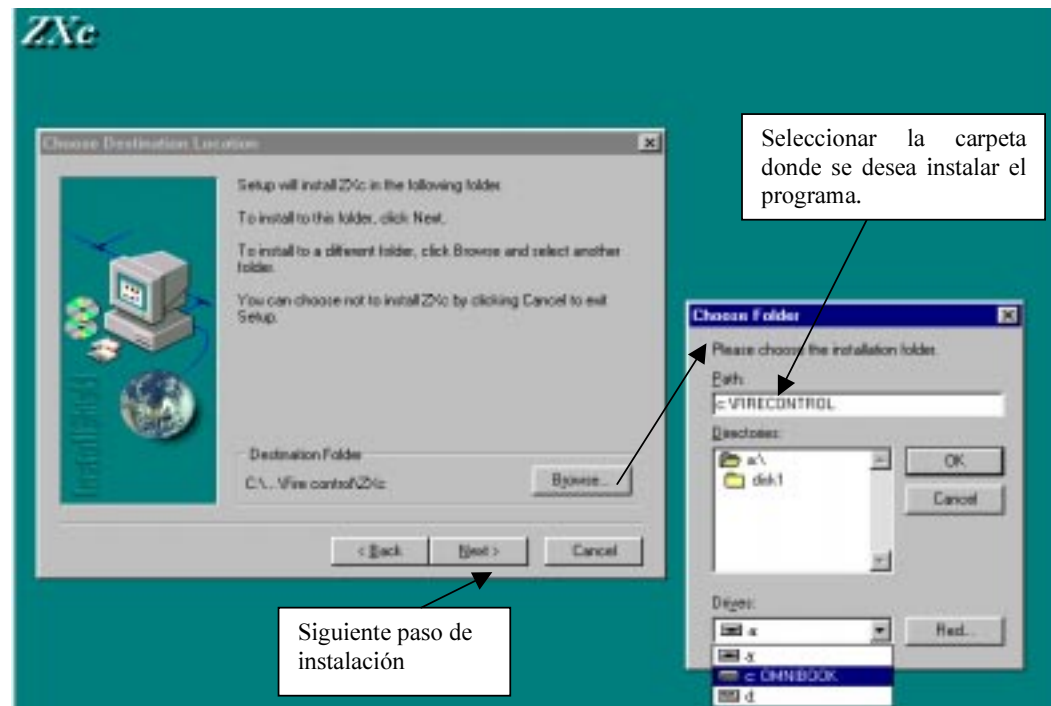 ZXc
Choose Destination Location
Setup will install ZXc in the following folder.
To install to this folder, click Next.
To install to a different folder, click Browse and select another
folder.
You can choose not to install ZXc by clicking Cancel to exit
Setup.
InstallShield
Destination Folder
C:\...\Fire control\ZXc
Browse...
< Back
Next >
Cancel
Siguiente paso de
instalación
Seleccionar la carpeta
donde se desea instalar el
programa.
Choose Folder
Please choose the installation folder.
Path:
c:\FIRECONTROL
Directories:
a:\
disk1
OK
Cancel
Drives:
a:
Red...
a:
c: OMNIBOOK
d: